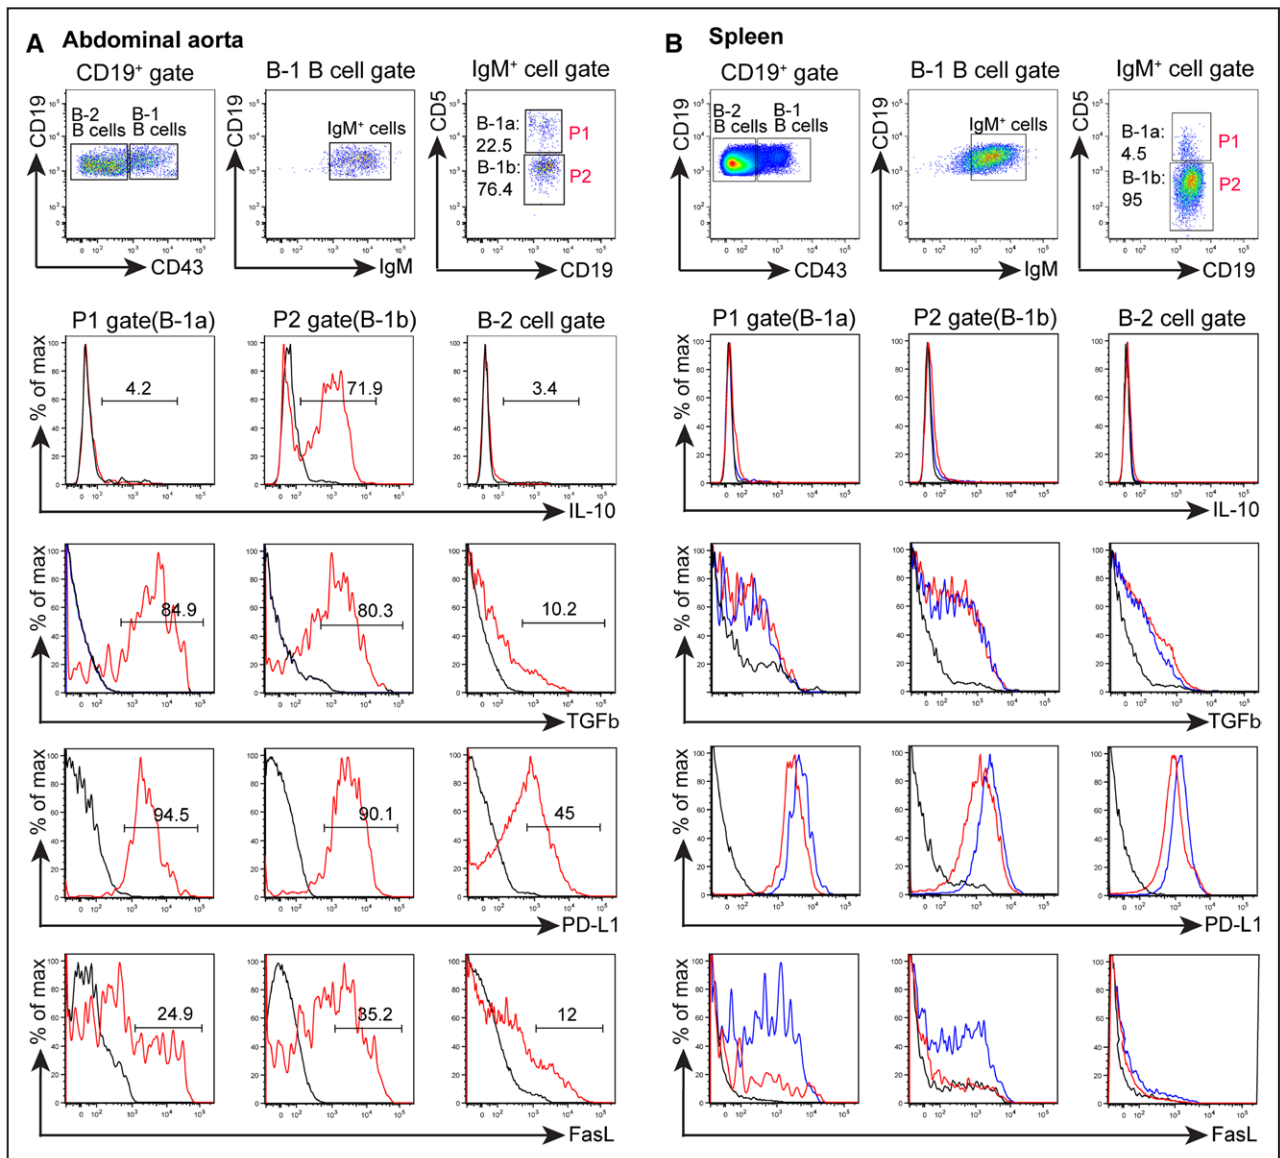 A Abdominal aorta
CD19+ gate
B-1 B cell gate
IgM+ cell gate
CD19
B-2
B cells
B-1
B cells
CD43
CD19
IgM+ cells
IgM
CD5
B-1a:
22.5
P1
B-1b:
76.4
P2
CD19
P1 gate(B-1a)
P2 gate(B-1b)
B-2 cell gate
% of max
4.2
71.9
3.4
IL-10
% of max
84.9
80.3
10.2
TGFb
% of max
94.5
90.1
45
PD-L1
% of max
24.9
35.2
12
FasL
B Spleen
CD19+ gate
B-1 B cell gate
IgM+ cell gate
CD19
B-2
B cells
B-1
B cells
CD43
CD19
IgM+ cells
IgM
CD5
B-1a:
4.5
P1
B-1b:
95
P2
CD19
P1 gate(B-1a)
P2 gate(B-1b)
B-2 cell gate
% of max
IL-10
% of max
TGFb
% of max
PD-L1
% of max
FasL